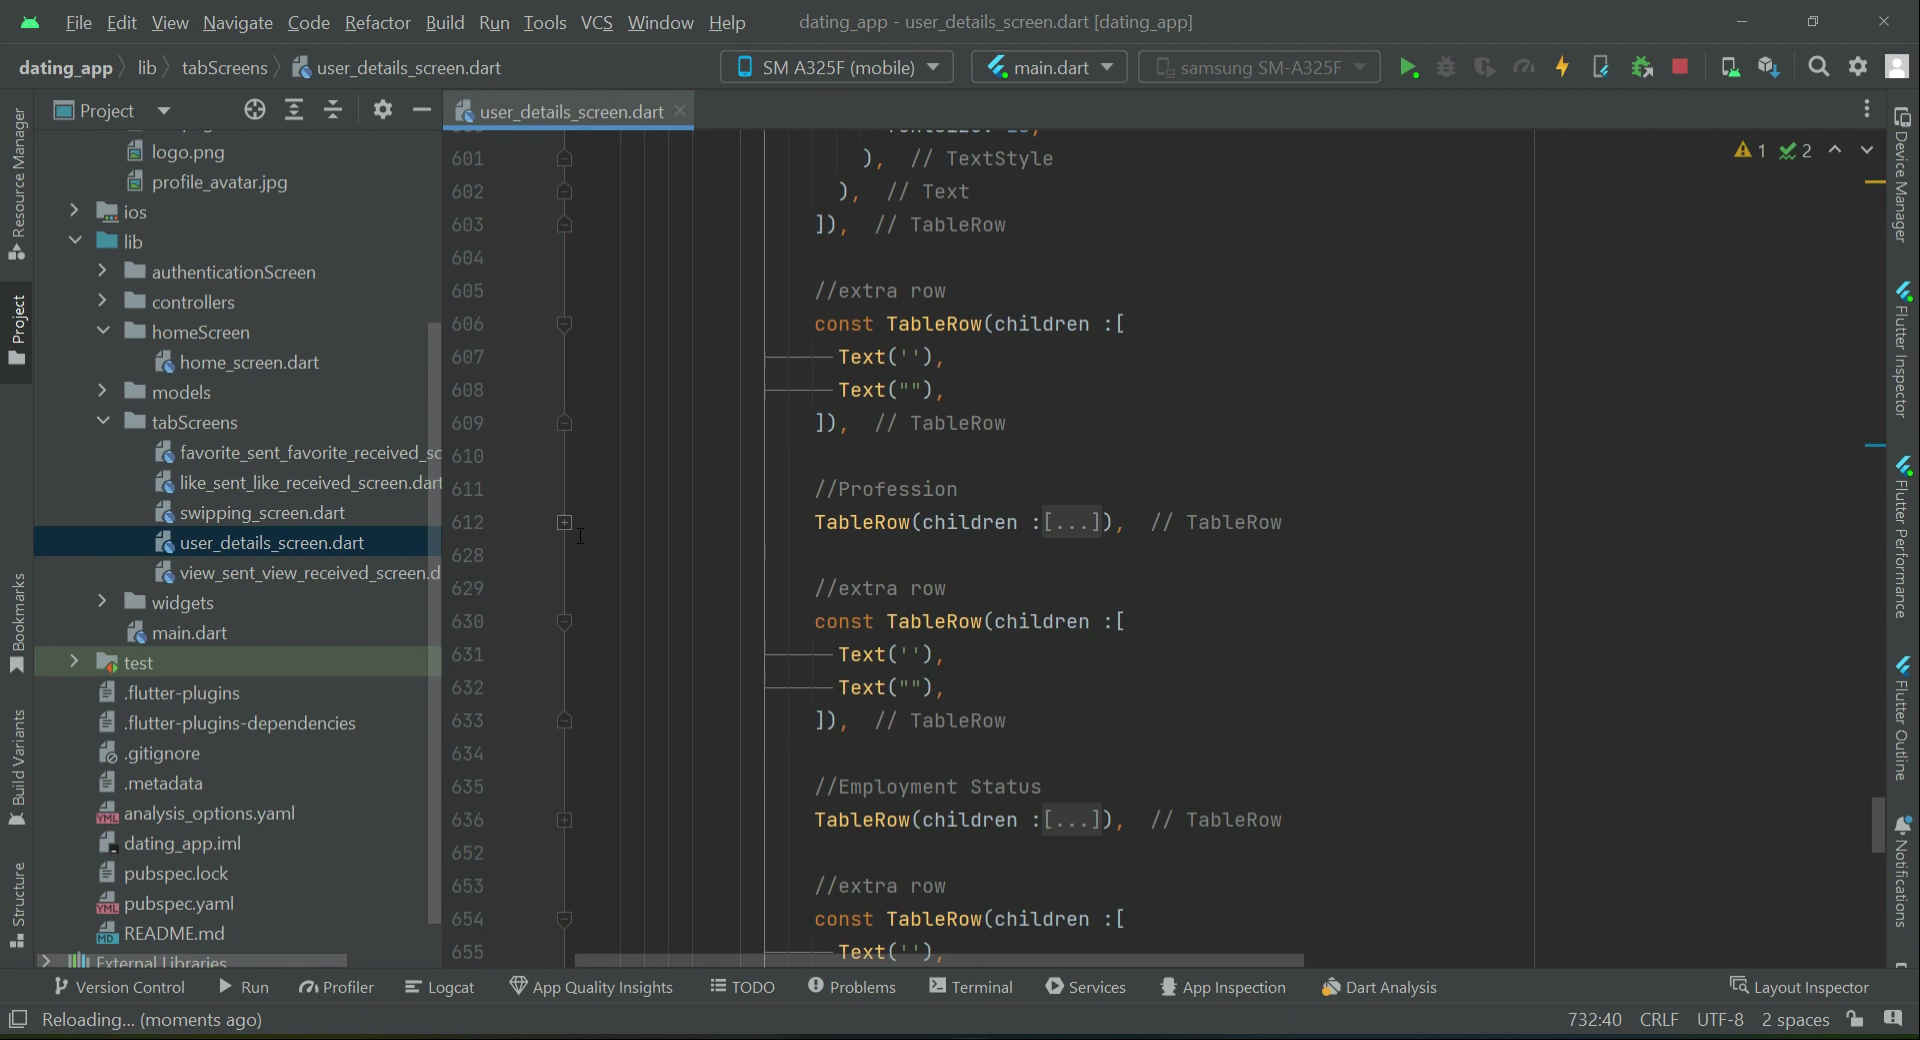 File Edit View Navigate Code Refactor Build Run Tools VCS Window Help dating_app - user_details_screen.dart [dating_app]
dating_app lib tabScreens user_details_screen.dart SM A325F (mobile) main.dart samsung SM-A325F
Project user_details_screen.dart
Resource Manager
Project
Bookmarks
Build Variants
Structure
logo.png
profile_avatar.jpg
ios
lib
authenticationScreen
controllers
homeScreen
home_screen.dart
models
tabScreens
favorite_sent_favorite_received_sc
like_sent_like_received_screen.dart
swipping_screen.dart
user_details_screen.dart
view_sent_view_received_screen.d
widgets
main.dart
test
.flutter-plugins
.flutter-plugins-dependencies
.gitignore
.metadata
analysis_options.yaml
dating_app.iml
pubspec.lock
pubspec.yaml
README.md
External Libraries
1 2
601 ), // TextStyle
602 ), // Text
603 ]), // TableRow
604
605 //extra row
606 const TableRow(children :[
607 Text(''),
608 Text(""),
609 ]), // TableRow
610
611 //Profession
612 TableRow(children :[...]), // TableRow
628
629 //extra row
630 const TableRow(children :[
631 Text(''),
632 Text(""),
633 ]), // TableRow
634
635 //Employment Status
636 TableRow(children :[...]), // TableRow
652
653 //extra row
654 const TableRow(children :[
655 Text(''),
Device Manager
Flutter Inspector
Flutter Performance
Flutter Outline
Notifications
Version Control Run Profiler Logcat App Quality Insights TODO Problems Terminal Services App Inspection Dart Analysis Layout Inspector
Reloading... (moments ago) 732:40 CRLF UTF-8 2 spaces